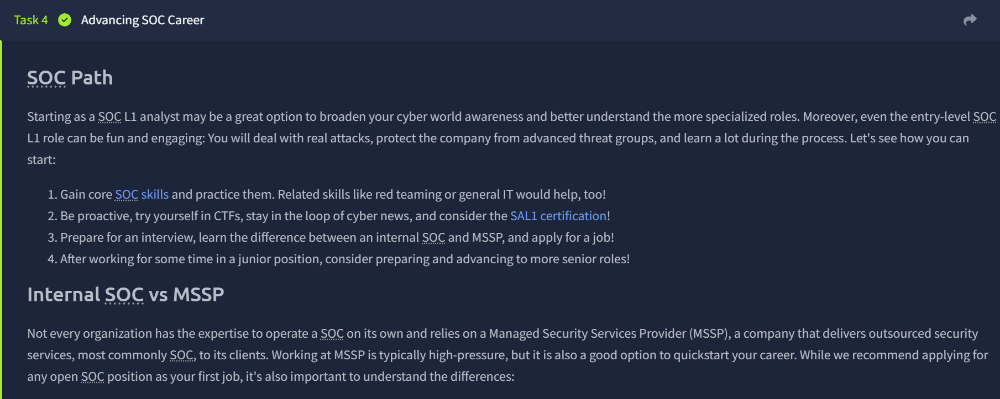 Task 4 Advancing SOC Career
SOC Path
Starting as a SOC L1 analyst may be a great option to broaden your cyber world awareness and better understand the more specialized roles. Moreover, even the entry-level SOC
L1 role can be fun and engaging: You will deal with real attacks, protect the company from advanced threat groups, and learn a lot during the process. Let's see how you can
start:
1. Gain core SOC skills and practice them. Related skills like red teaming or general IT would help, too!
2. Be proactive, try yourself in CTFs, stay in the loop of cyber news, and consider the SAL1 certification!
3. Prepare for an interview, learn the difference between an internal SOC and MSSP, and apply for a job!
4. After working for some time in a junior position, consider preparing and advancing to more senior roles!
Internal SOC vs MSSP
Not every organization has the expertise to operate a SOC on its own and relies on a Managed Security Services Provider (MSSP), a company that delivers outsourced security
services, most commonly SOC, to its clients. Working at MSSP is typically high-pressure, but it is also a good option to quickstart your career. While we recommend applying for
any open SOC position as your first job, it's also important to understand the differences: